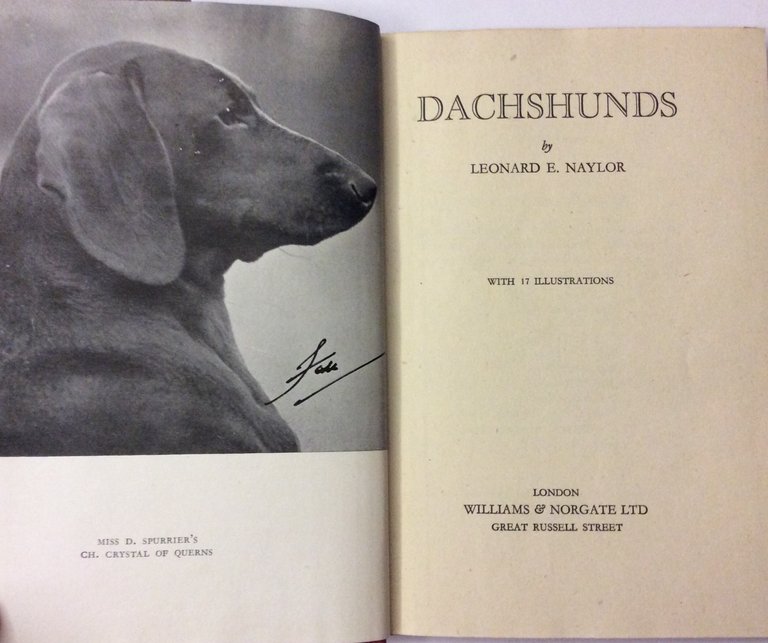 Fall
MISS D. SPURRIER'S
CH. CRYSTAL OF QUERNS
DACHSHUNDS
by
LEONARD E. NAYLOR
WITH 17 ILLUSTRATIONS
LONDON
WILLIAMS & NORGATE LTD
GREAT RUSSELL STREET